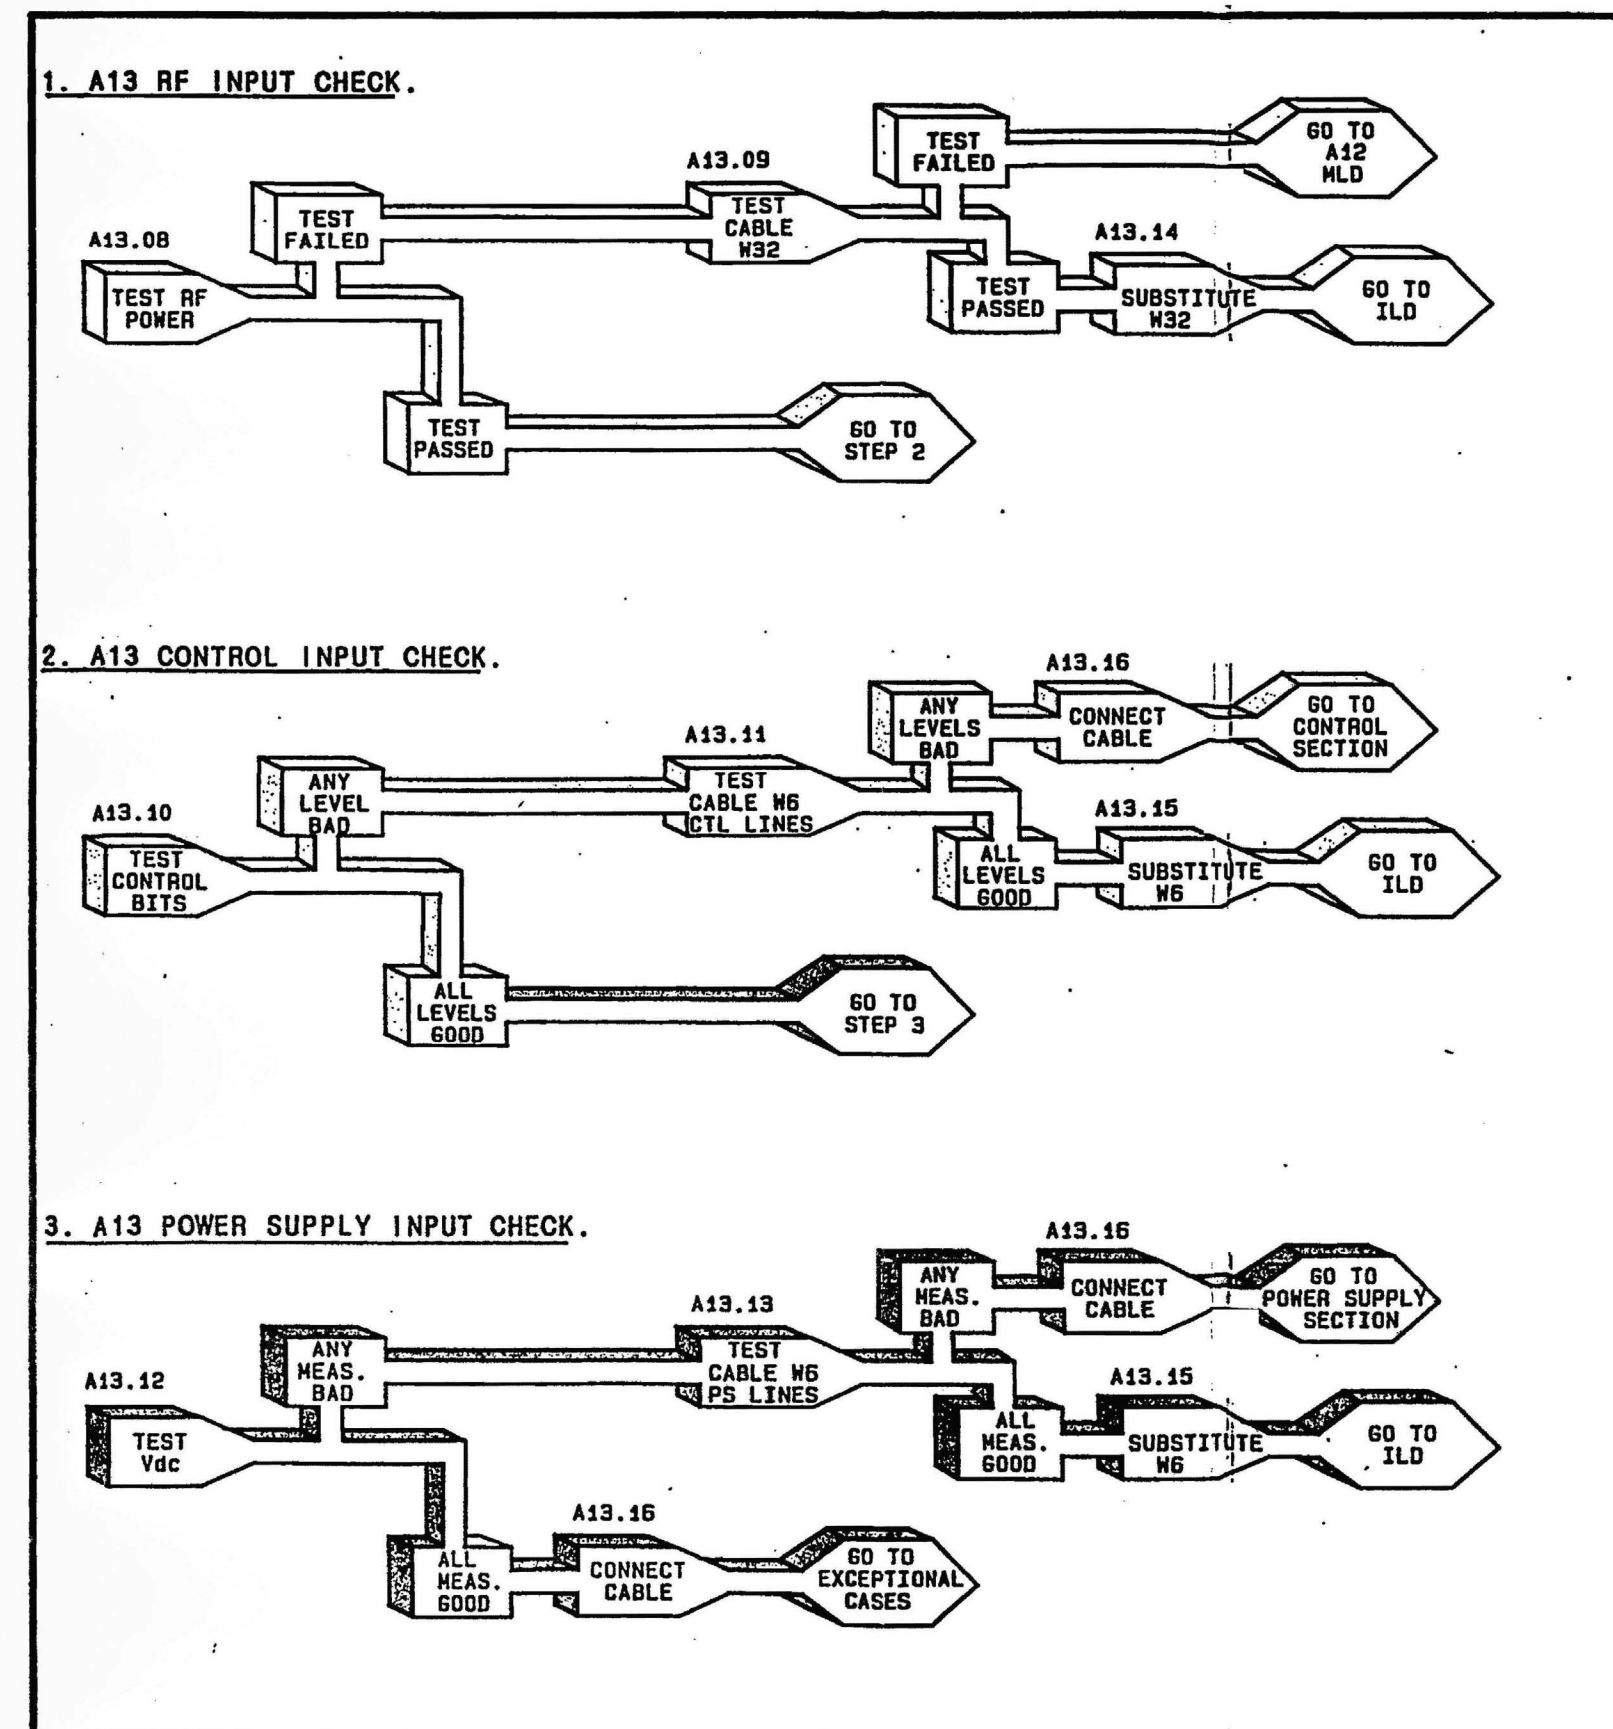 1. A13 RF INPUT CHECK.
A13.08
TEST RF
POWER
TEST
FAILED
A13.09
TEST
CABLE
W32
TEST
FAILED
GO TO
A12
MLD
TEST
PASSED
A13.14
SUBSTITUTE
W32
GO TO
ILD
TEST
PASSED
GO TO
STEP 2
2. A13 CONTROL INPUT CHECK.
A13.10
TEST
CONTROL
BITS
ANY
LEVEL
BAD
A13.11
TEST
CABLE W6
CTL LINES
ANY
LEVELS
BAD
A13.16
CONNECT
CABLE
GO TO
CONTROL
SECTION
ALL
LEVELS
GOOD
A13.15
SUBSTITUTE
W6
GO TO
ILD
ALL
LEVELS
GOOD
GO TO
STEP 3
3. A13 POWER SUPPLY INPUT CHECK.
A13.12
TEST
Vdc
ANY
MEAS.
BAD
A13.13
TEST
CABLE W6
PS LINES
ANY
MEAS.
BAD
A13.16
CONNECT
CABLE
GO TO
POWER SUPPLY
SECTION
ALL
MEAS.
GOOD
A13.15
SUBSTITUTE
W6
GO TO
ILD
ALL
MEAS.
GOOD
A13.16
CONNECT
CABLE
GO TO
EXCEPTIONAL
CASES